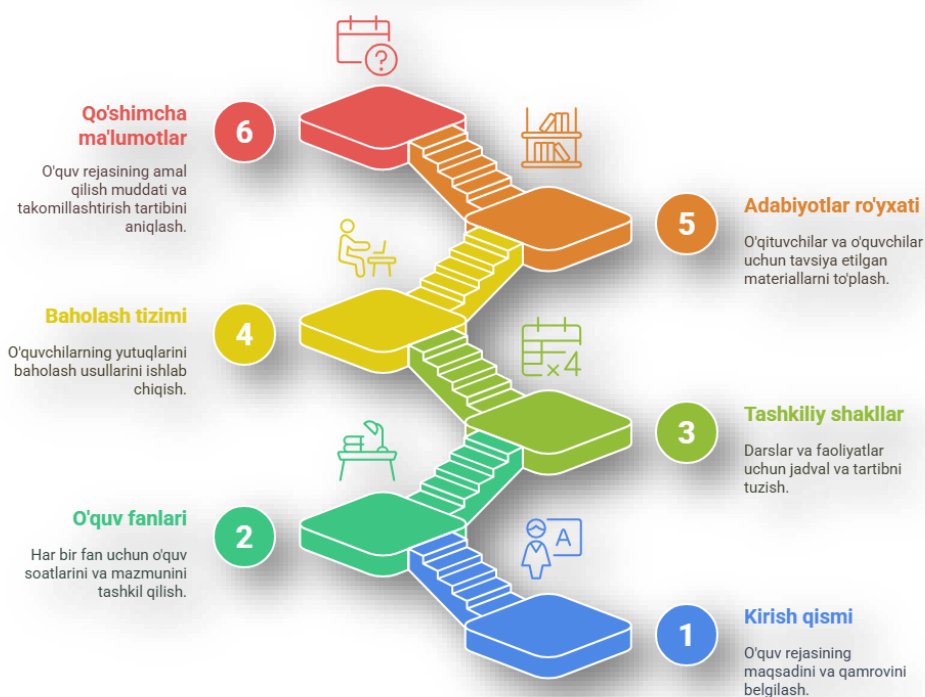 Qo'shimcha
ma'lumotlar
6
O'quv rejasining amal
qilish muddati va
takomillashtirish tartibini
aniqlash.
?
5
Adabiyotlar ro'yxati
O'qituvchilar va o'quvchilar
uchun tavsiya etilgan
materiallarni to'plash.
Baholash tizimi
4
O'quvchilarning yutuqlarini
baholash usullarini ishlab
chiqish.
×4
3
Tashkiliy shakllar
Darslar va faoliyatlar
uchun jadval va tartibni
tuzish.
O'quv fanlari
2
Har bir fan uchun o'quv
soatlarini va mazmunini
tashkil qilish.
A
1
Kirish qismi
O'quv rejasining
maqsadini va qamrovini
belgilash.